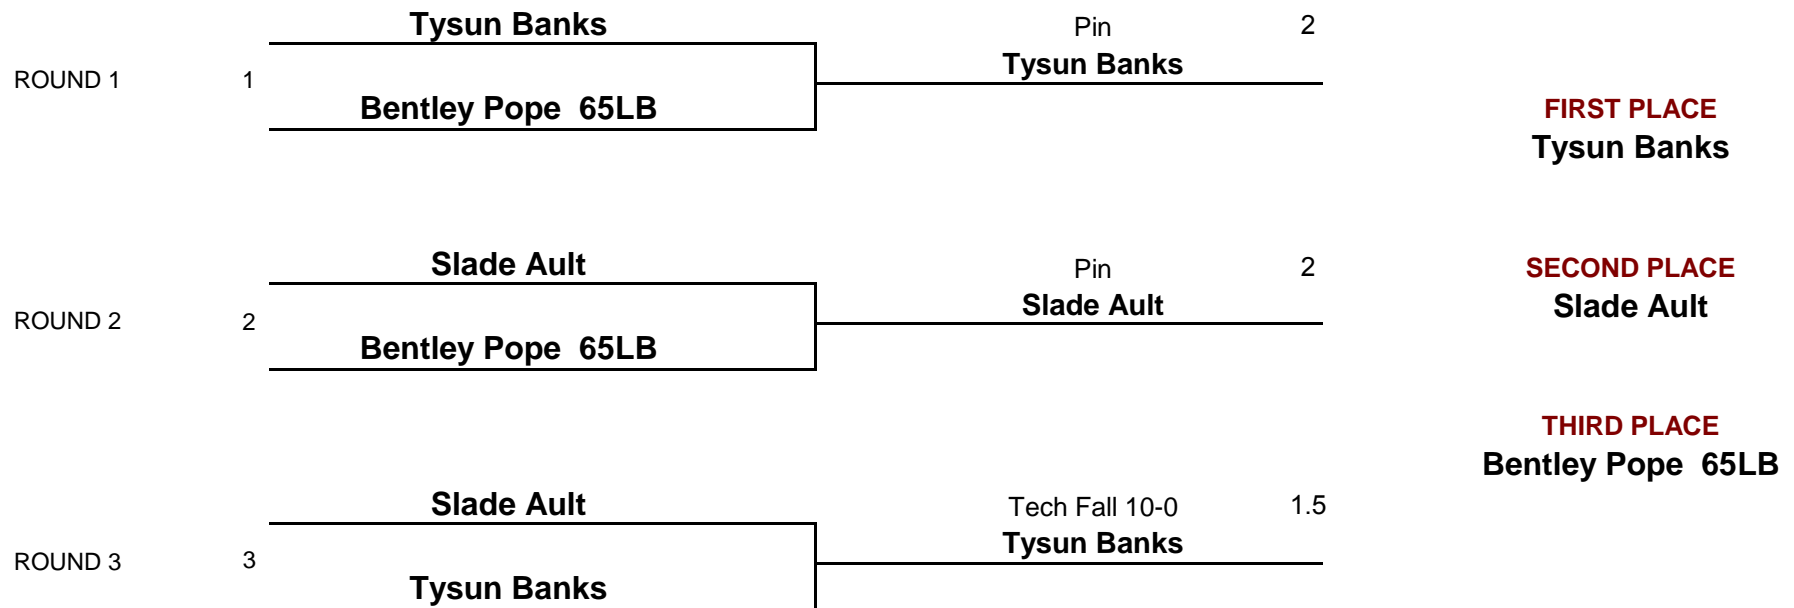 Tysun Banks
Pin 2
ROUND 1 1 Tysun Banks
Bentley Pope  65LB
FIRST PLACE
Tysun Banks
Slade Ault
Pin 2
SECOND PLACE
ROUND 2 2 Slade Ault
Slade Ault
Bentley Pope  65LB
THIRD PLACE
Bentley Pope  65LB
Slade Ault
Tech Fall 10-0 1.5
ROUND 3 3 Tysun Banks
Tysun Banks